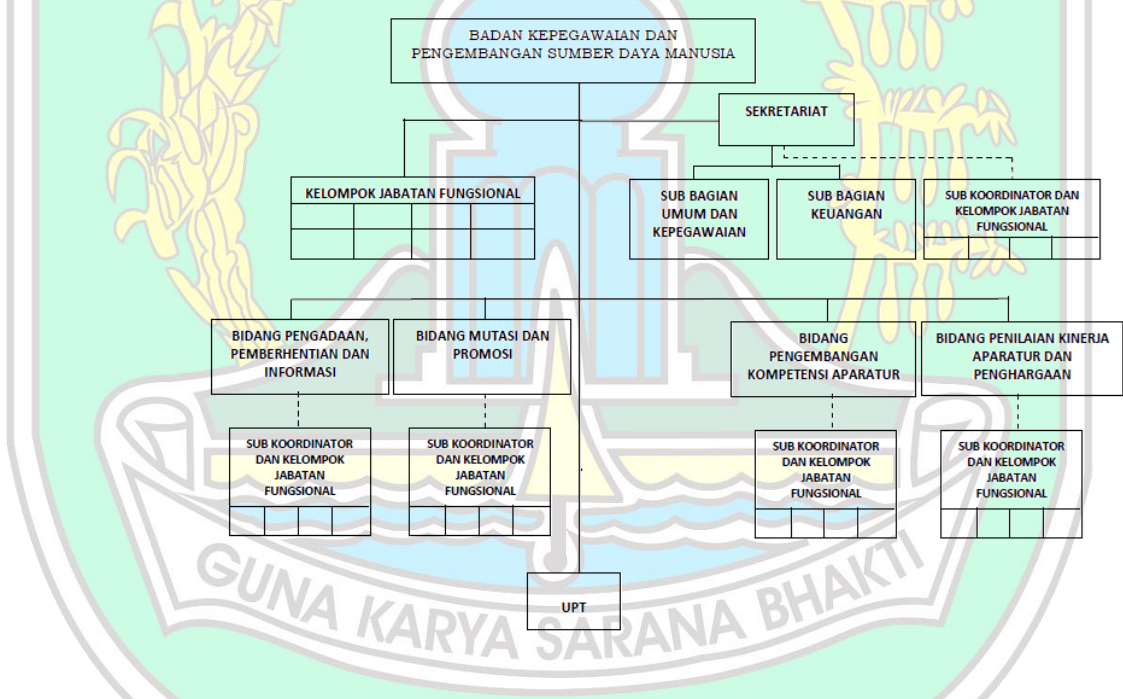 BADAN KEPEGAWAIAN DAN
PENGEMBANGAN SUMBER DAYA MANUSIA
SEKRETARIAT
KELOMPOK JABATAN FUNGSIONAL
SUB BAGIAN
UMUM DAN
KEPEGAWAIAN
SUB BAGIAN
KEUANGAN
SUB KOORDINATOR DAN
KELOMPOK JABATAN
FUNGSIONAL
BIDANG PENGADAAN,
PEMBERHENTIAN DAN
INFORMASI
BIDANG MUTASI DAN
PROMOSI
BIDANG
PENGEMBANGAN
KOMPETENSI APARATUR
BIDANG PENILAIAN KINERJA
APARATUR DAN
PENGHARGAAN
SUB KOORDINATOR
DAN KELOMPOK
JABATAN
FUNGSIONAL
SUB KOORDINATOR
DAN KELOMPOK
JABATAN
FUNGSIONAL
SUB KOORDINATOR
DAN KELOMPOK
JABATAN
FUNGSIONAL
SUB KOORDINATOR
DAN KELOMPOK
JABATAN
FUNGSIONAL
UPT
GUNA KARYA SARANA BHAKTI